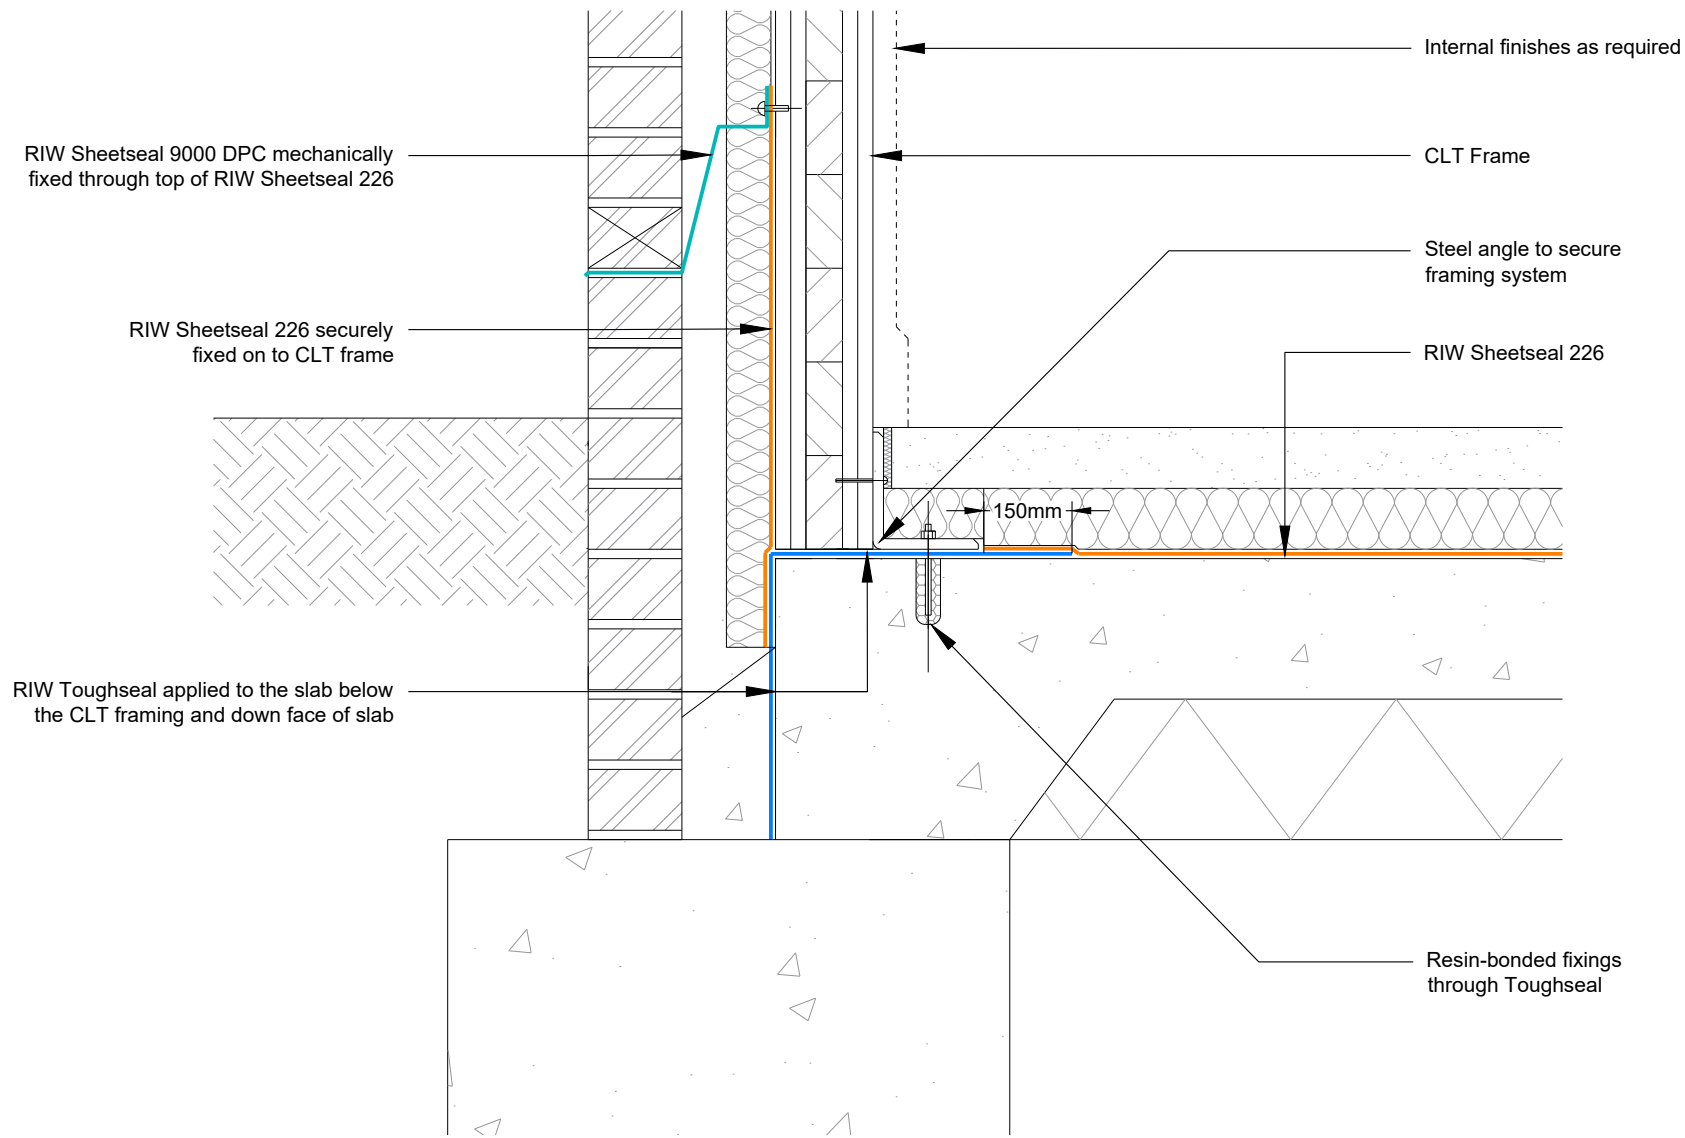 Internal finishes as required
RIW Sheetseal 9000 DPC mechanically
fixed through top of RIW Sheetseal 226
CLT Frame
Steel angle to secure
framing system
RIW Sheetseal 226 securely
fixed on to CLT frame
RIW Sheetseal 226
150mm
RIW Toughseal applied to the slab below
the CLT framing and down face of slab
Resin-bonded fixings
through Toughseal